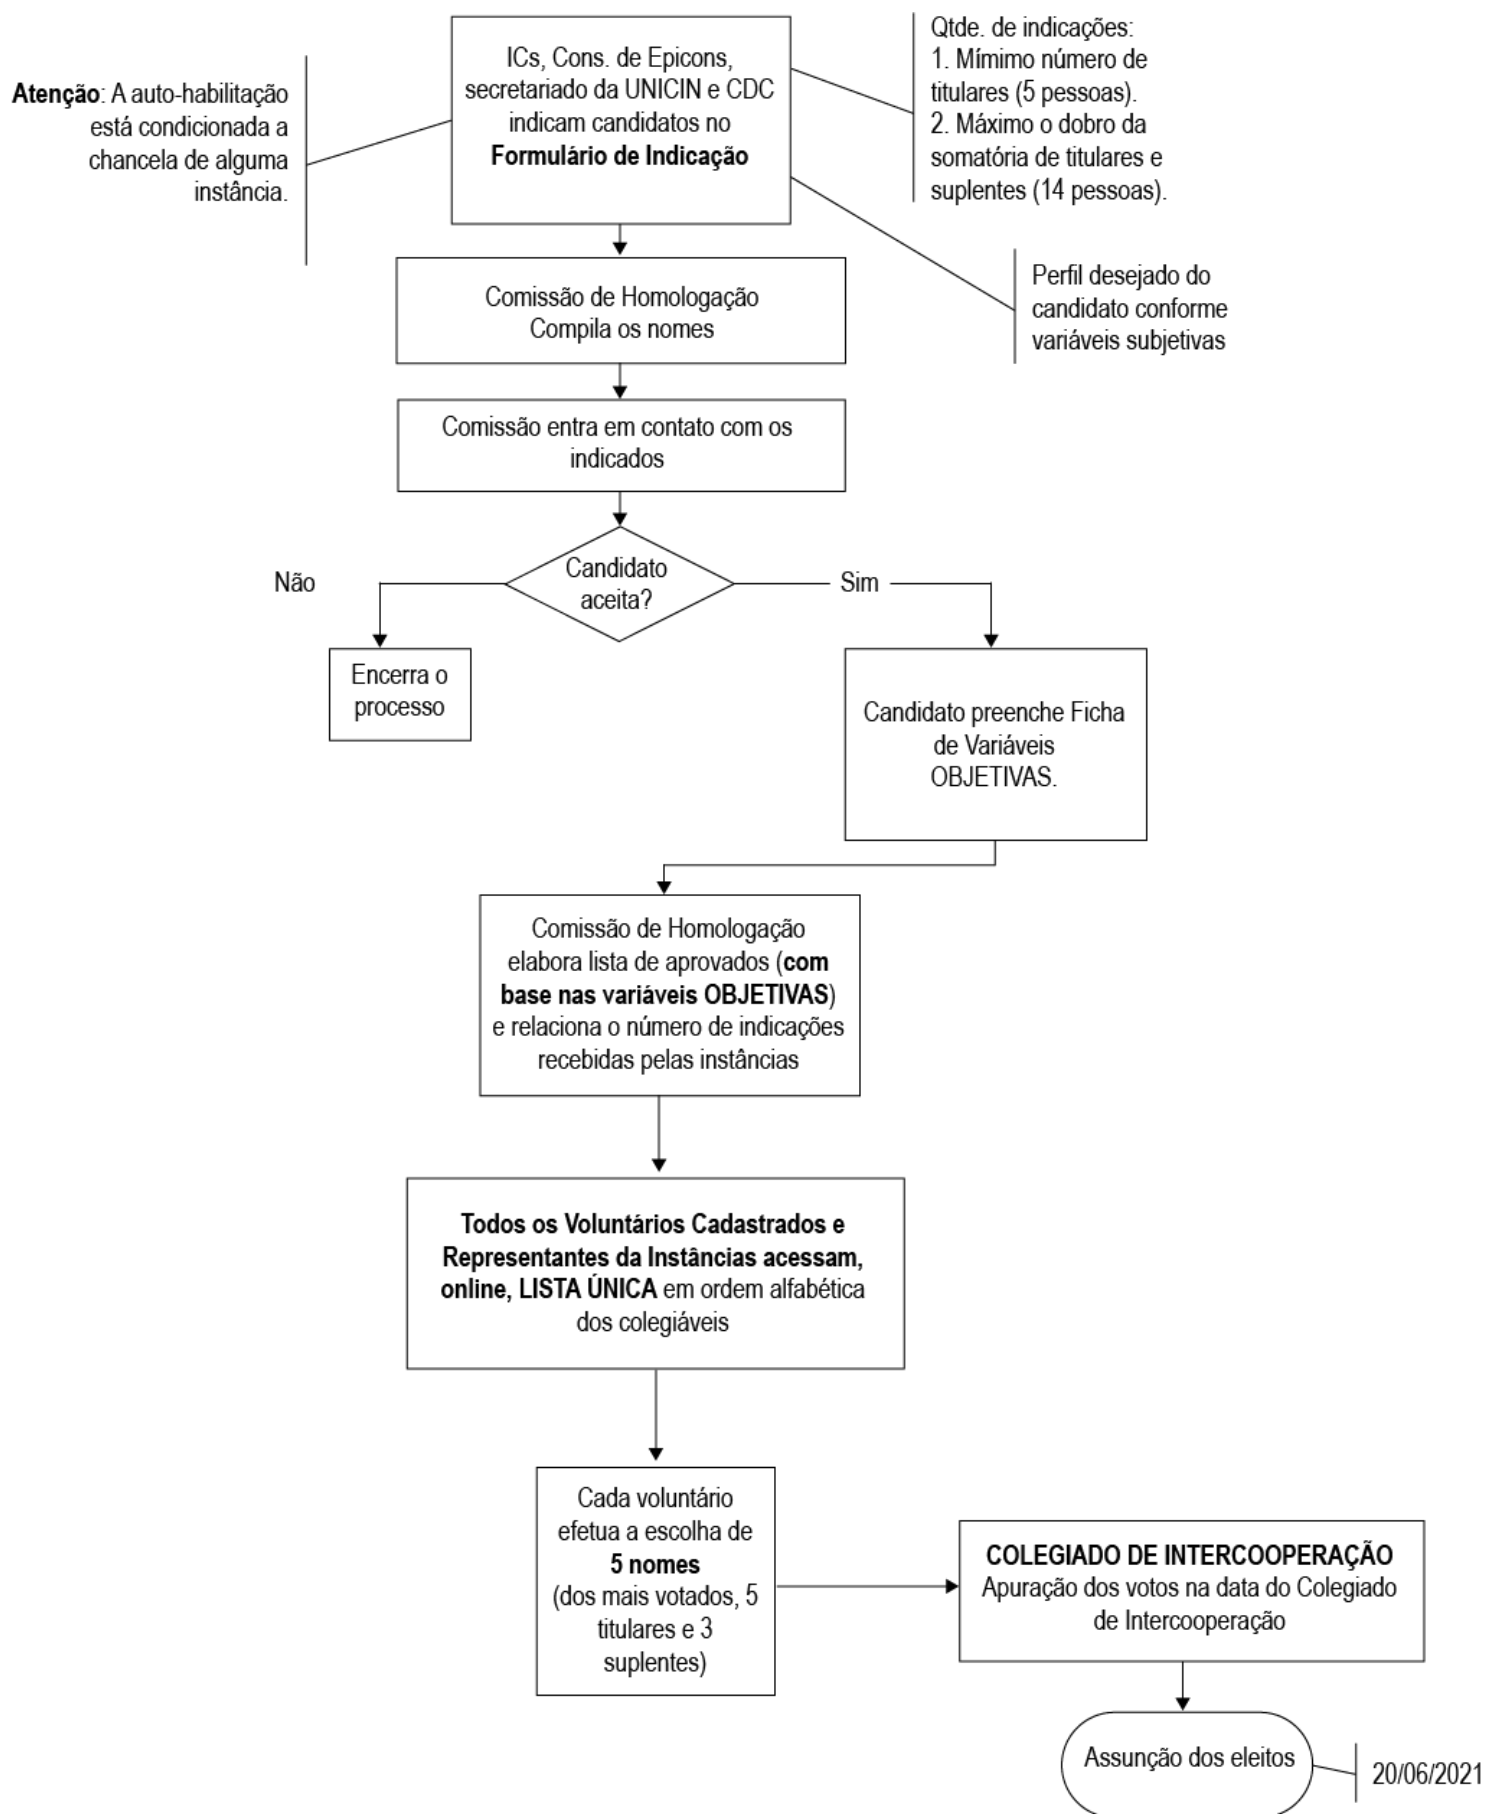 Atenção: A auto-habilitação
está condicionada a
chancela de alguma
instância.
ICs, Cons. de Epicons,
secretariado da UNICIN e CDC
indicam candidatos no
Formulário de Indicação
Qtde. de indicações:
1. Mímimo número de
titulares (5 pessoas).
2. Máximo o dobro da
somatória de titulares e
suplentes (14 pessoas).
Perfil desejado do
candidato conforme
variáveis subjetivas
Comissão de Homologação
Compila os nomes
Comissão entra em contato com os
indicados
Candidato
aceita?
Não
Sim
Encerra o
processo
Candidato preenche Ficha
de Variáveis
OBJETIVAS.
Comissão de Homologação
elabora lista de aprovados (com
base nas variáveis OBJETIVAS)
e relaciona o número de indicações
recebidas pelas instâncias
Todos os Voluntários Cadastrados e
Representantes da Instâncias acessam,
online, LISTA ÚNICA em ordem alfabética
dos colegiáveis
Cada voluntário
efetua a escolha de
5 nomes
(dos mais votados, 5
titulares e 3
suplentes)
COLEGIADO DE INTERCOOPERAÇÃO
Apuração dos votos na data do Colegiado
de Intercooperação
Assunção dos eleitos
20/06/2021